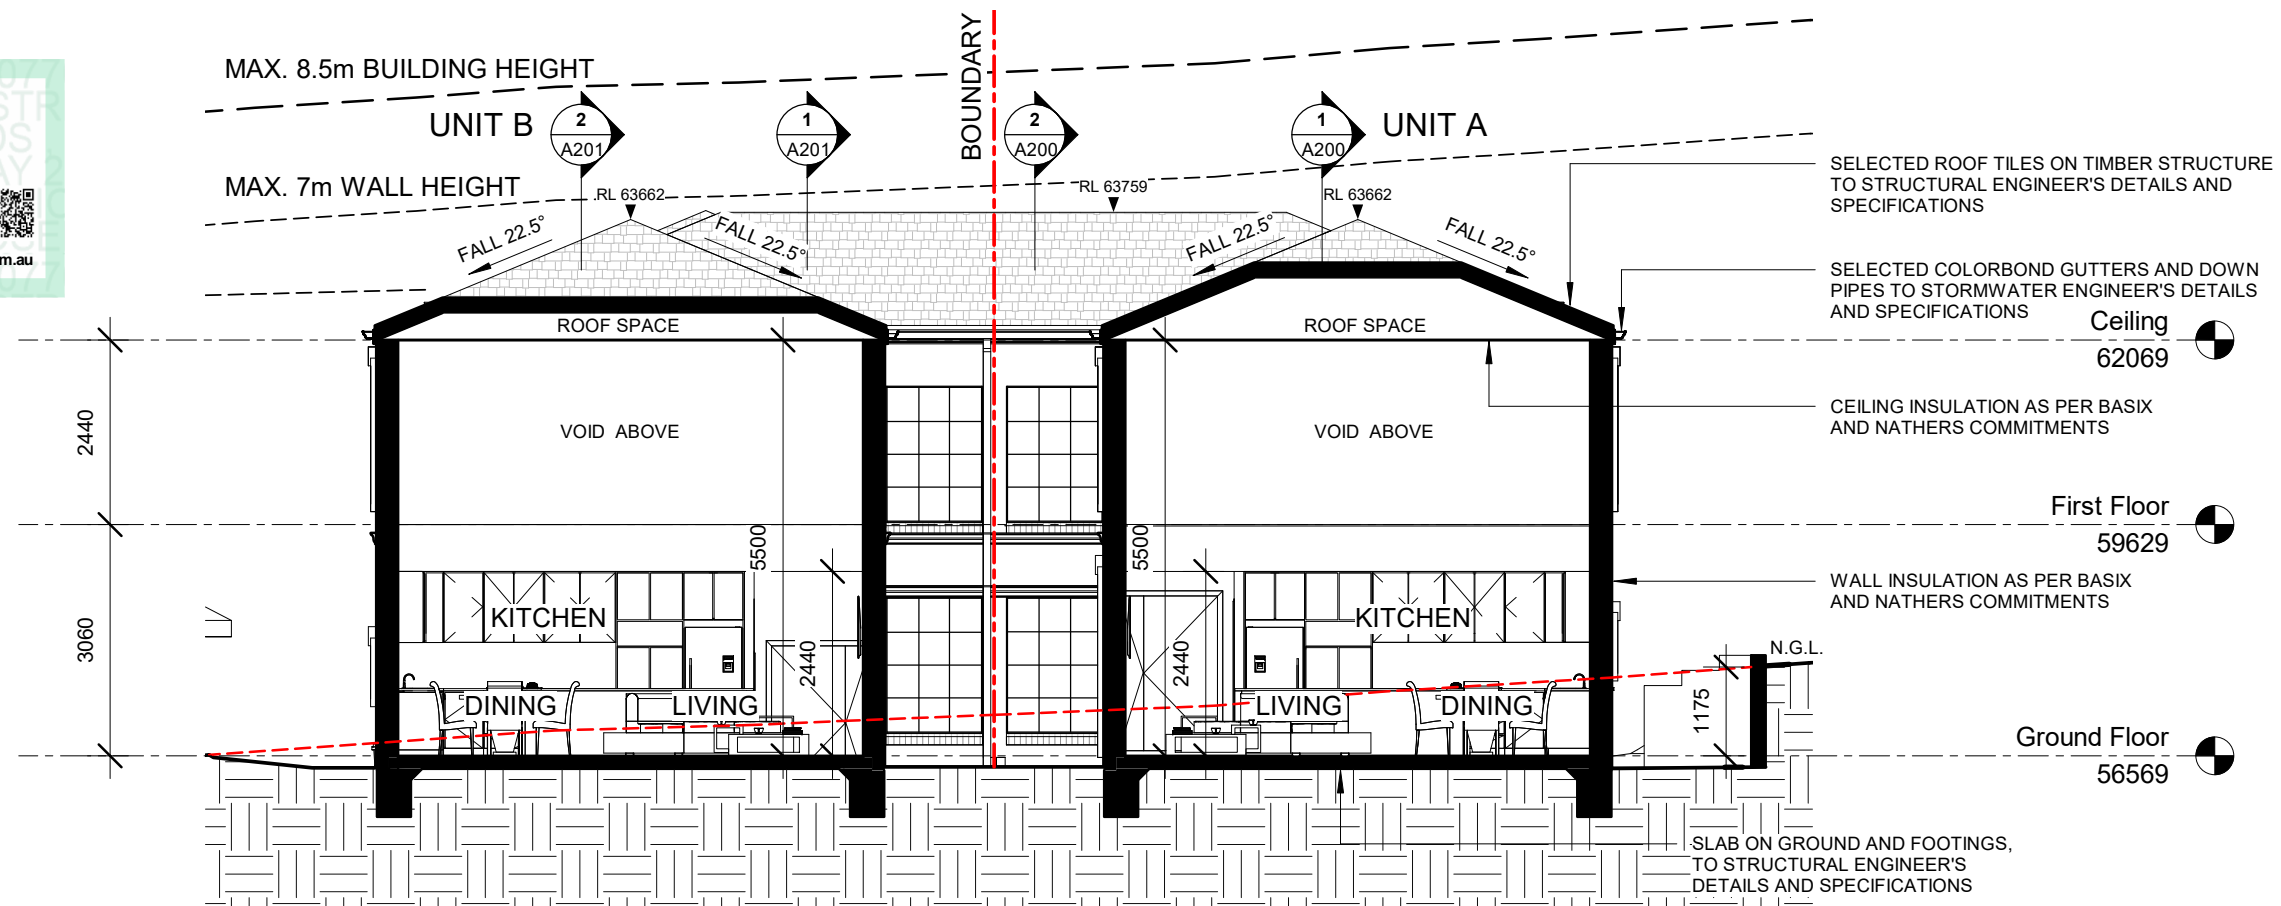 MAX. 8.5m BUILDING HEIGHT
BOUNDARY
UNIT B
2
A201
1
A201
2
A200
1
A200
UNIT A
MAX. 7m WALL HEIGHT
RL 63662
RL 63759
RL 63662
FALL 22.5°
FALL 22.5°
FALL 22.5°
FALL 22.5°
SELECTED ROOF TILES ON TIMBER STRUCTURE
TO STRUCTURAL ENGINEER'S DETAILS AND
SPECIFICATIONS
m.au
SELECTED COLORBOND GUTTERS AND DOWN
PIPES TO STORMWATER ENGINEER'S DETAILS
AND SPECIFICATIONS
ROOF SPACE
ROOF SPACE
Ceiling
62069
2440
VOID ABOVE
VOID ABOVE
CEILING INSULATION AS PER BASIX
AND NATHERS COMMITMENTS
First Floor
59629
5500
5500
WALL INSULATION AS PER BASIX
AND NATHERS COMMITMENTS
3060
KITCHEN
KITCHEN
2440
2440
N.G.L.
DINING
LIVING
LIVING
DINING
1175
Ground Floor
56569
SLAB ON GROUND AND FOOTINGS,
TO STRUCTURAL ENGINEER'S
DETAILS AND SPECIFICATIONS